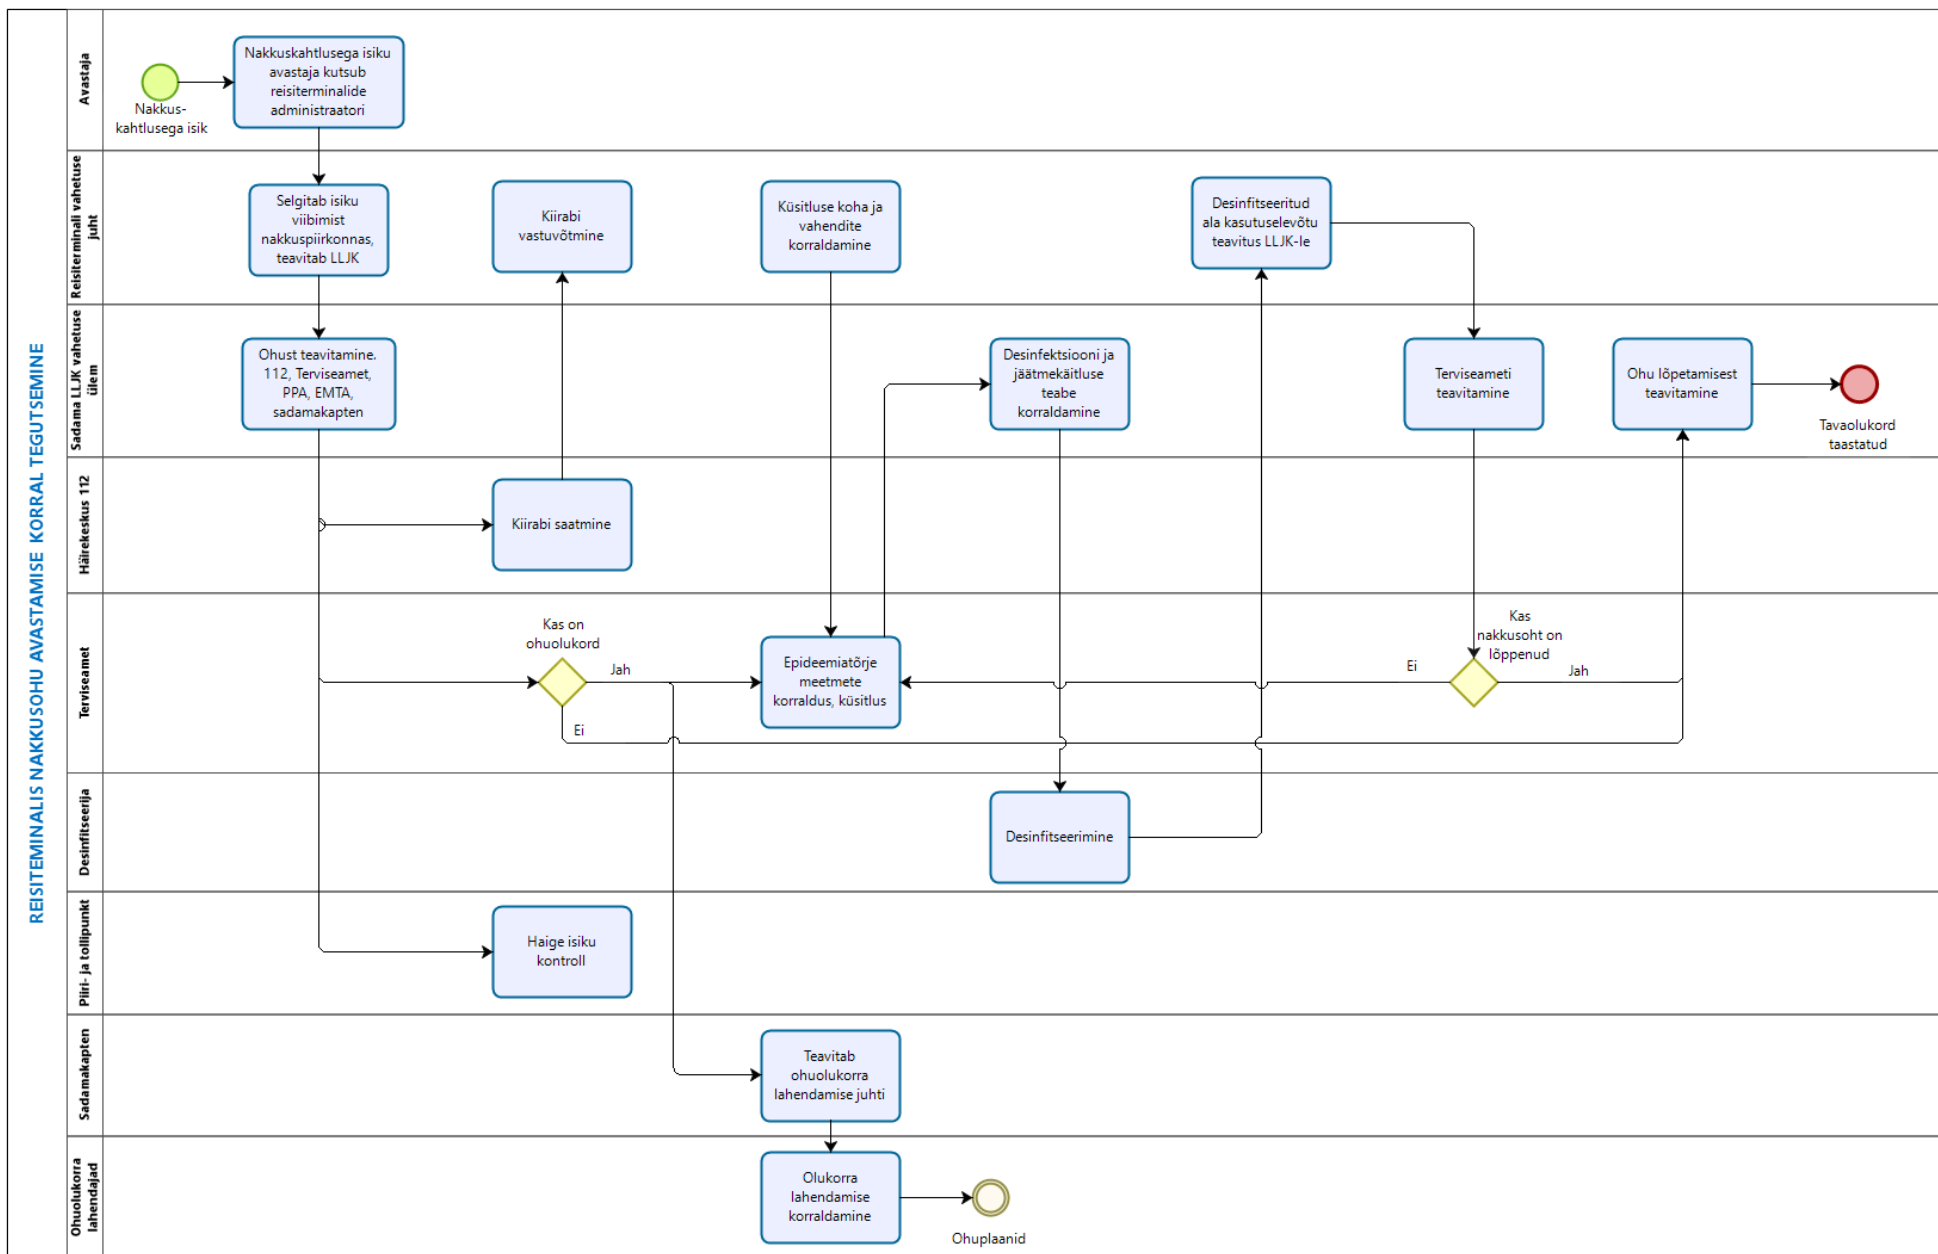 REISITEMINALIS NAKKUSOHU AVASTAMISE KORRAL TEGUTSEMINE
Avastaja
Nakkus-
kahtlusega isik
Nakkuskahtlusega isiku
avastaja kutsub
reisiterminalide
administraatori
Reisiterminali vahetuse
juht
Selgitab isiku
viibimist
nakkuspiirkonnas,
teavitab LLJK
Kiirabi
vastuvõtmine
Küsitluse koha ja
vahendite
korraldamine
Desinfitseeritud
ala kasutuselevõtu
teavitus LLJK-le
Sadama LLJK vahetuse
ülem
Ohust teavitamine.
112, Terviseamet,
PPA, EMTA,
sadamakapten
Desinfektsiooni ja
jäätmekäitluse
teabe
korraldamine
Terviseameti
teavitamine
Ohu lõpetamisest
teavitamine
Tavaolukord
taastatud
Häirekeskus 112
Kiirabi saatmine
Terviseamet
Kas on
ohuolukord
Jah
Ei
Epideemiatõrje
meetmete
korraldus, küsitlus
Kas
nakkusoht on
lõppenud
Ei
Jah
Desinfitseerija
Desinfitseerimine
Piiri- ja tollipunkt
Haige isiku
kontroll
Sadamakapten
Teavitab
ohuolukorra
lahendamise juhti
Ohuolukorra
lahendajad
Olukorra
lahendamise
korraldamine
Ohuplaanid